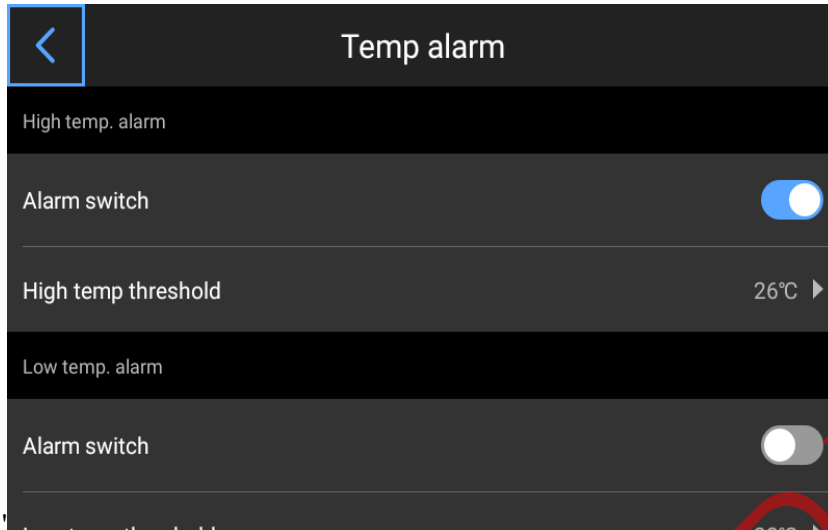 Temp alarm
High temp. alarm
Alarm switch
High temp threshold 26℃
Low temp. alarm
Alarm switch